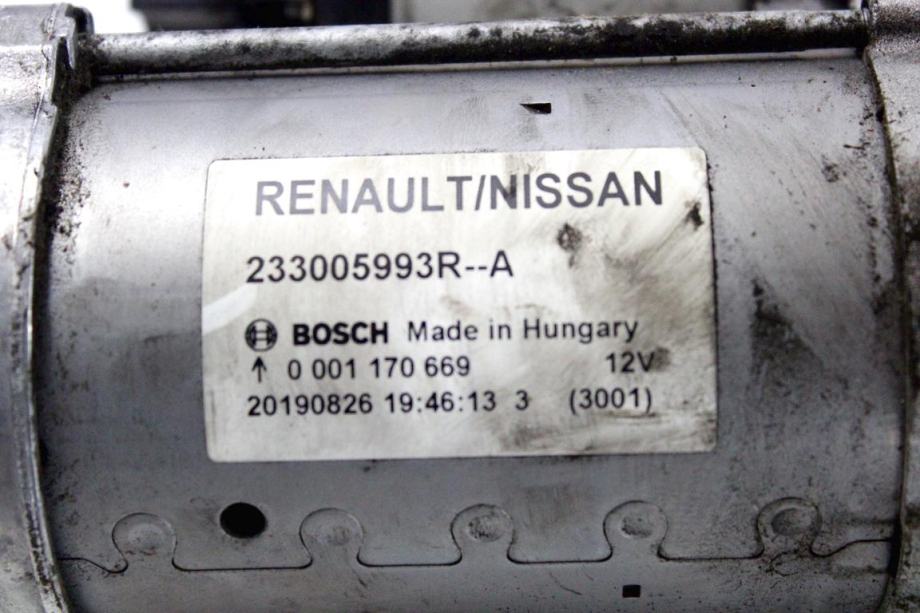 RENAULT/NISSAN
233005993R--A
BOSCH Made in Hungary
↑ 0 001 170 669 12V
20190826 19:46:13 3 (3001)